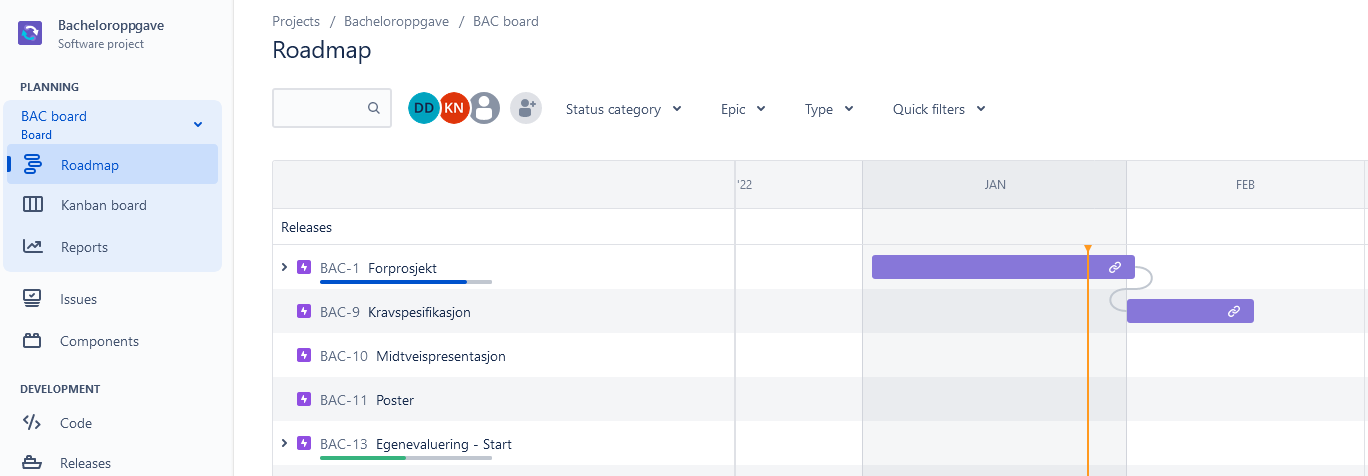 Bacheloroppgave
Software project
PLANNING
BAC board
Board
Roadmap
Kanban board
Reports
Issues
Components
DEVELOPMENT
Code
Releases
Projects / Bacheloroppgave / BAC board
Roadmap
DD KN Status category Epic Type Quick filters
'22 JAN FEB
Releases
BAC-1 Forprosjekt
BAC-9 Kravspesifikasjon
BAC-10 Midtveispresentasjon
BAC-11 Poster
BAC-13 Egenevaluering - Start